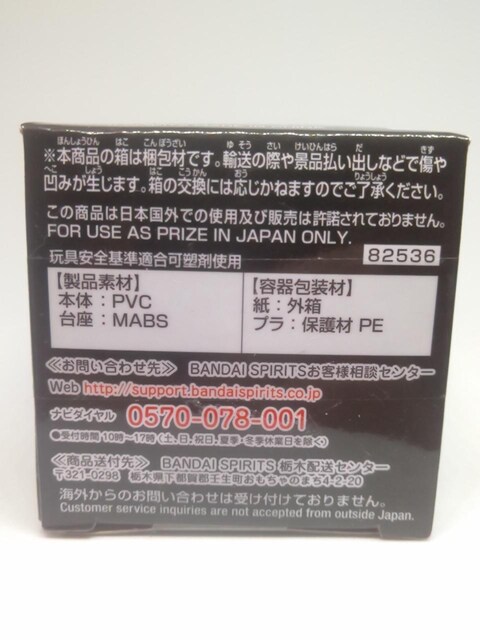 ※本商品の箱は梱包材です。輸送の際や景品払い出しなどで傷や
凹みが生じます。箱の交換には応じかねますのでご了承ください。
この商品は日本国外での使用及び販売は許諾されておりません。
FOR USE AS PRIZE IN JAPAN ONLY.
玩具安全基準適合可塑剤使用
82536
【製品素材】
本体：PVC
台座：MABS
【容器包装材】
紙：外箱
プラ：保護材 PE
≪お問い合わせ先≫ BANDAI SPIRITSお客様相談センター
Web http://support.bandaispirits.co.jp
ナビダイヤル 0570-078-001
●受付時間 10時〜17時（土、日、祝日、夏季・冬季休業日を除く）
≪商品送付先≫ BANDAI SPIRITS 栃木配送センター
〒321-0298 栃木県下都賀郡壬生町おもちゃのまち4-2-20
海外からのお問い合わせは受け付けておりません。
Customer service inquiries are not accepted from outside Japan.